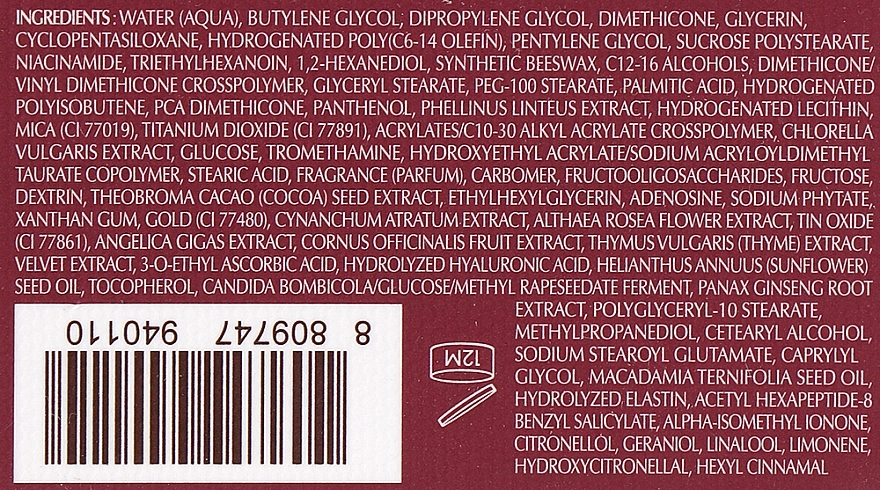 INGREDIENTS: WATER (AQUA), BUTYLENE GLYCOL, DIPROPYLENE GLYCOL, DIMETHICONE, GLYCERIN,
CYCLOPENTASILOXANE, HYDROGENATED POLY(C6-14 OLEFIN), PENTYLENE GLYCOL, SUCROSE POLYSTEARATE,
NIACINAMIDE, TRIETHYLHEXANOIN, 1,2-HEXANEDIOL, SYNTHETIC BEESWAX, C12-16 ALCOHOLS, DIMETHICONE/
VINYL DIMETHICONE CROSSPOLYMER, GLYCERYL STEARATE, PEG-100 STEARATE, PALMITIC ACID, HYDROGENATED
POLYISOBUTENE, PCA DIMETHICONE, PANTHENOL, PHELLINUS LINTEUS EXTRACT, HYDROGENATED LECITHIN,
MICA (CI 77019), TITANIUM DIOXIDE (CI 77891), ACRYLATES/C10-30 ALKYL ACRYLATE CROSSPOLYMER, CHLORELLA
VULGARIS EXTRACT, GLUCOSE, TROMETHAMINE, HYDROXYETHYL ACRYLATE/SODIUM ACRYLOYLDIMETHYL
TAURATE COPOLYMER, STEARIC ACID, FRAGRANCE (PARFUM), CARBOMER, FRUCTOOLIGOSACCHARIDES, FRUCTOSE,
DEXTRIN, THEOBROMA CACAO (COCOA) SEED EXTRACT, ETHYLHEXYLGLYCERIN, ADENOSINE, SODIUM PHYTATE,
XANTHAN GUM, GOLD (CI 77480), CYNANCHUM ATRATUM EXTRACT, ALTHAEA ROSEA FLOWER EXTRACT, TIN OXIDE
(CI 77861), ANGELICA GIGAS EXTRACT, CORNUS OFFICINALIS FRUIT EXTRACT, THYMUS VULGARIS (THYME) EXTRACT,
VELVET EXTRACT, 3-O-ETHYL ASCORBIC ACID, HYDROLYZED HYALURONIC ACID, HELIANTHUS ANNUUS (SUNFLOWER)
SEED OIL, TOCOPHEROL, CANDIDA BOMBICOLA/GLUCOSE/METHYL RAPESEEDATE FERMENT, PANAX GINSENG ROOT
EXTRACT, POLYGLYCERYL-10 STEARATE,
METHYLPROPANEDIOL, CETEARYL ALCOHOL,
SODIUM STEAROYL GLUTAMATE, CAPRYLYL
GLYCOL, MACADAMIA TERNIFOLIA SEED OIL,
HYDROLYZED ELASTIN, ACETYL HEXAPEPTIDE-8
BENZYL SALICYLATE, ALPHA-ISOMETHYL IONONE,
CITRONELLOL, GERANIOL, LINALOOL, LIMONENE,
HYDROXYCITRONELLAL, HEXYL CINNAMAL
8 809747 940110
12M